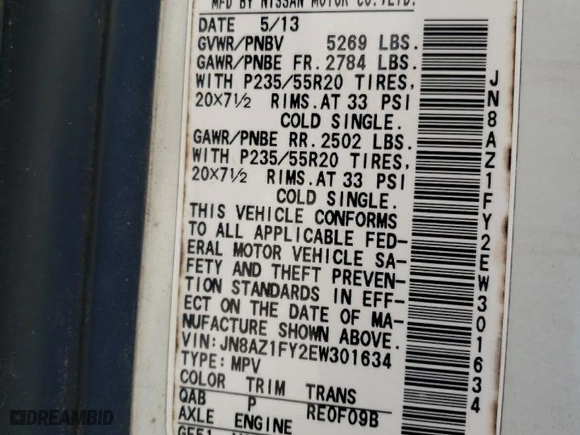 BY NISSAN MOTOR CO.,LTD.
DATE 5/13
GVWR/PNBV 5269 LBS.
GAWR/PNBE FR. 2784 LBS.
WITH P235/55R20 TIRES,
20×7½ RIMS. AT 33 PSI
COLD SINGLE.
GAWR/PNBE RR. 2502 LBS.
WITH P235/55R20 TIRES,
20×7½ RIMS. AT 33 PSI
COLD SINGLE.
THIS VEHICLE CONFORMS
TO ALL APPLICABLE FED-
ERAL MOTOR VEHICLE SA-
FETY AND THEFT PREVEN-
TION STANDARDS IN EFF-
ECT ON THE DATE OF MA-
NUFACTURE SHOWN ABOVE.
VIN: JN8AZ1FY2EW301634
TYPE: MPV
COLOR TRIM TRANS
QAB P RE0F09B
AXLE ENGINE
GF51
JN8AZ1FY2EW301634
DREAMBID